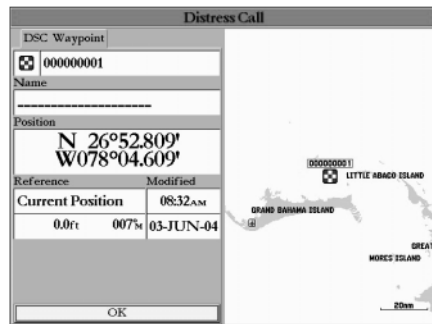 Distress Call
DSC Waypoint
000000001
Name
--------------------
Position
N 26°52.809'
W078°04.609'
Reference Modified
Current Position 08:32AM
0.0ft 007°M 03-JUN-04
OK
000000001
LITTLE ABACO ISLAND
GRAND BAHAMA ISLAND
GREAT
MORES ISLAND
20nm